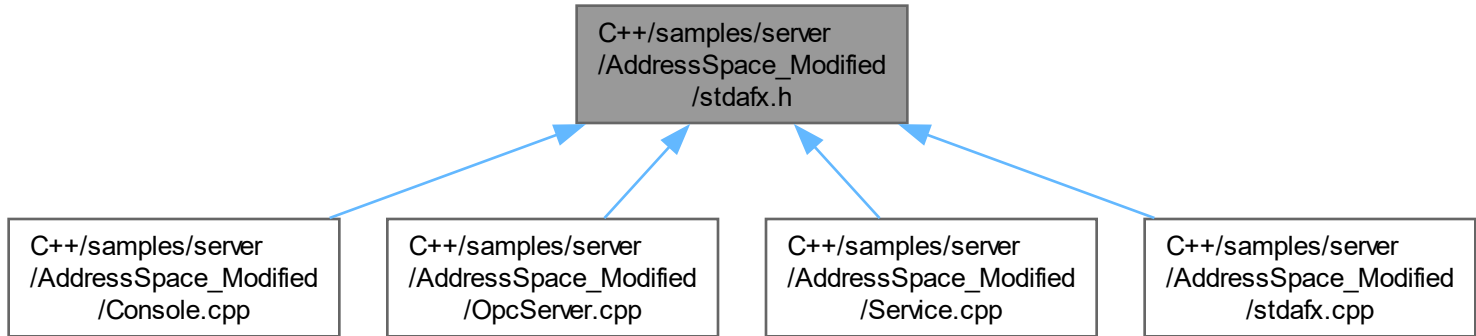 C++/samples/server
/AddressSpace_Modified
/stdafx.h
C++/samples/server
/AddressSpace_Modified
/Console.cpp
C++/samples/server
/AddressSpace_Modified
/OpcServer.cpp
C++/samples/server
/AddressSpace_Modified
/Service.cpp
C++/samples/server
/AddressSpace_Modified
/stdafx.cpp